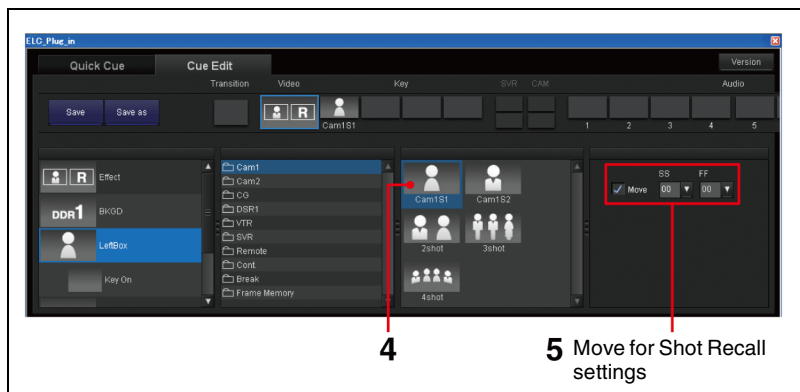 ELC_Plug_in
Quick Cue
Cue Edit
Version
Transition
Video
Key
SVR
CAM
Audio
Save
Save as
R
Cam1S1
1
2
3
4
5
R
Effect
DDR1
BKGD
LeftBox
Key On
Cam1
Cam2
CG
DSR1
VTR
SVR
Remote
Cont.
Break
Frame Memory
Cam1S1
Cam1S2
2shot
3shot
4shot
SS
FF
Move
00
00
4
5 Move for Shot Recall
settings